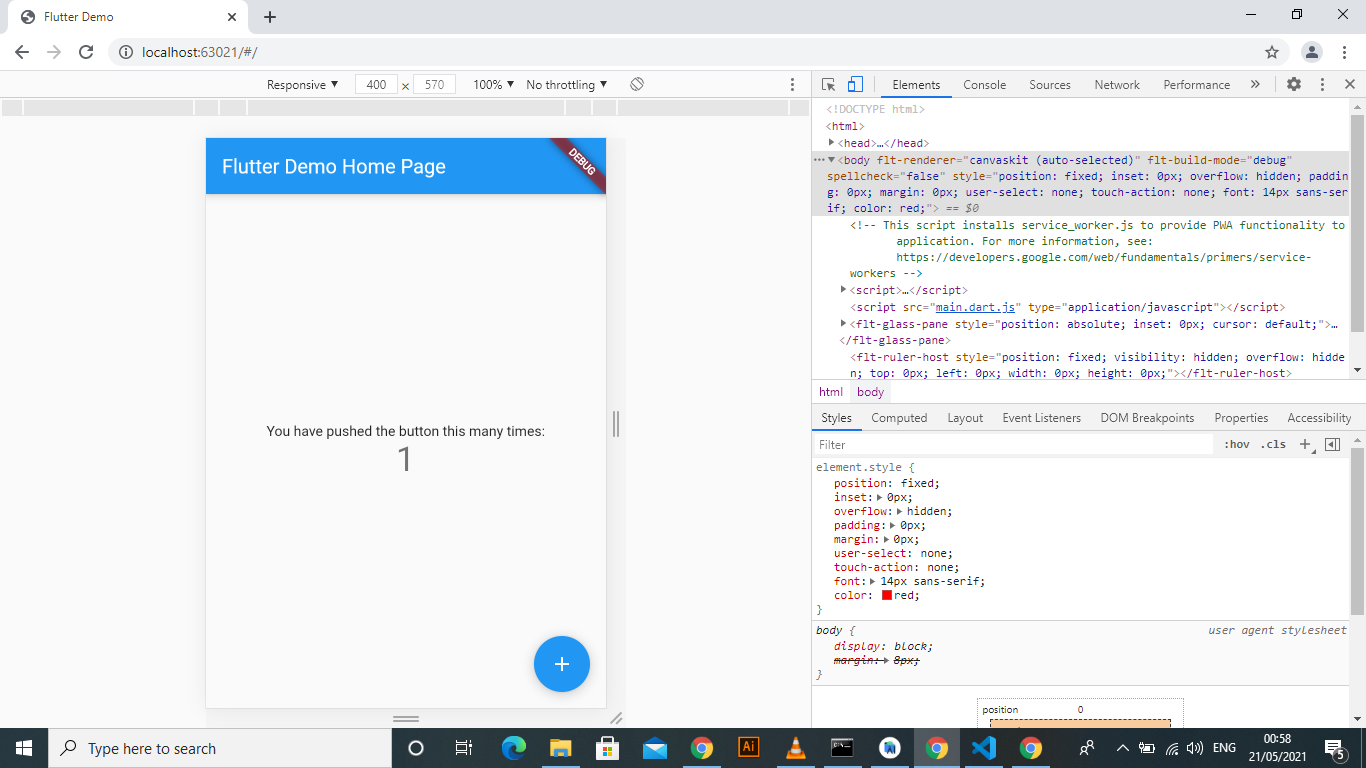 Flutter Demo
localhost:63021/#/
Responsive 400 × 570 100% No throttling
Elements Console Sources Network Performance
Flutter Demo Home Page
DEBUG
You have pushed the button this many times:
1
<!DOCTYPE html>
<html>
<head>…</head>
<body flt-renderer="canvaskit (auto-selected)" flt-build-mode="debug"
spellcheck="false" style="position: fixed; inset: 0px; overflow: hidden; paddin
g: 0px; margin: 0px; user-select: none; touch-action: none; font: 14px sans-ser
if; color: red;"> == $0
<!-- This script installs service_worker.js to provide PWA functionality to
application. For more information, see:
https://developers.google.com/web/fundamentals/primers/service-
workers -->
<script>…</script>
<script src="main.dart.js" type="application/javascript"></script>
<flt-glass-pane style="position: absolute; inset: 0px; cursor: default;">…
</flt-glass-pane>
<flt-ruler-host style="position: fixed; visibility: hidden; overflow: hidde
n; top: 0px; left: 0px; width: 0px; height: 0px;"></flt-ruler-host>
html body
Styles Computed Layout Event Listeners DOM Breakpoints Properties Accessibility
Filter :hov .cls
element.style {
position: fixed;
inset: 0px;
overflow: hidden;
padding: 0px;
margin: 0px;
user-select: none;
touch-action: none;
font: 14px sans-serif;
color: red;
}
body { user agent stylesheet
display: block;
margin: 8px;
}
position 0
Type here to search
Ai
ENG
00:58
21/05/2021
5